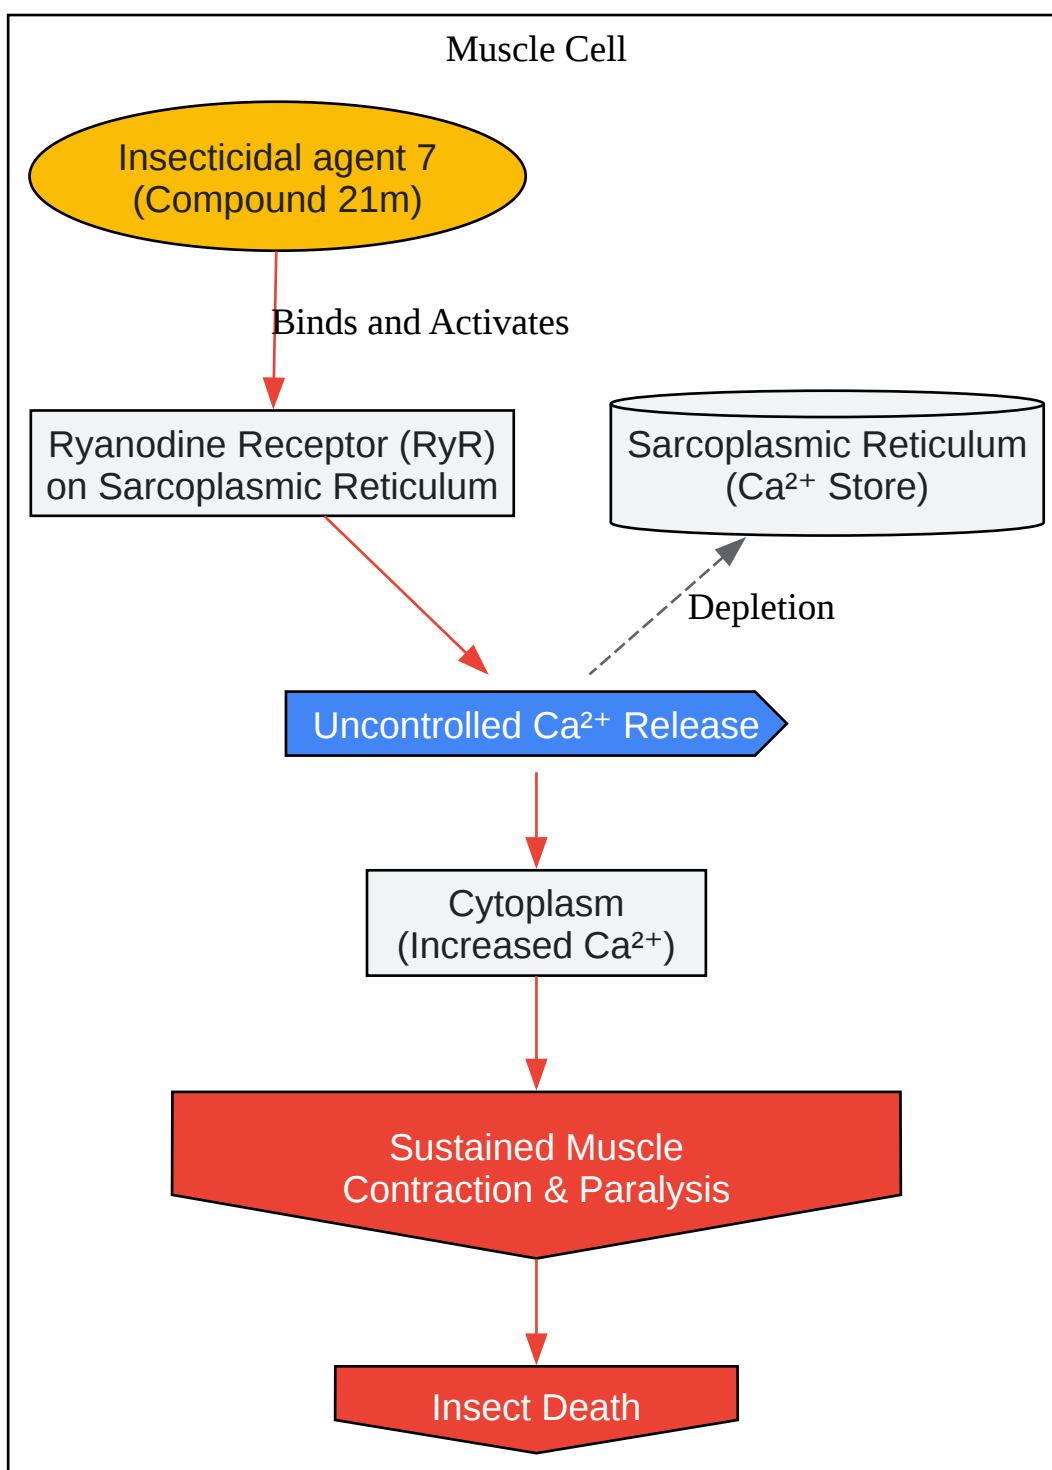 Muscle Cell
Insecticidal agent 7
(Compound 21m)
Binds and Activates
Ryanodine Receptor (RyR)
on Sarcoplasmic Reticulum
Sarcoplasmic Reticulum
(Ca²⁺ Store)
Depletion
Uncontrolled Ca²⁺ Release
Cytoplasm
(Increased Ca²⁺)
Sustained Muscle
Contraction & Paralysis
Insect Death